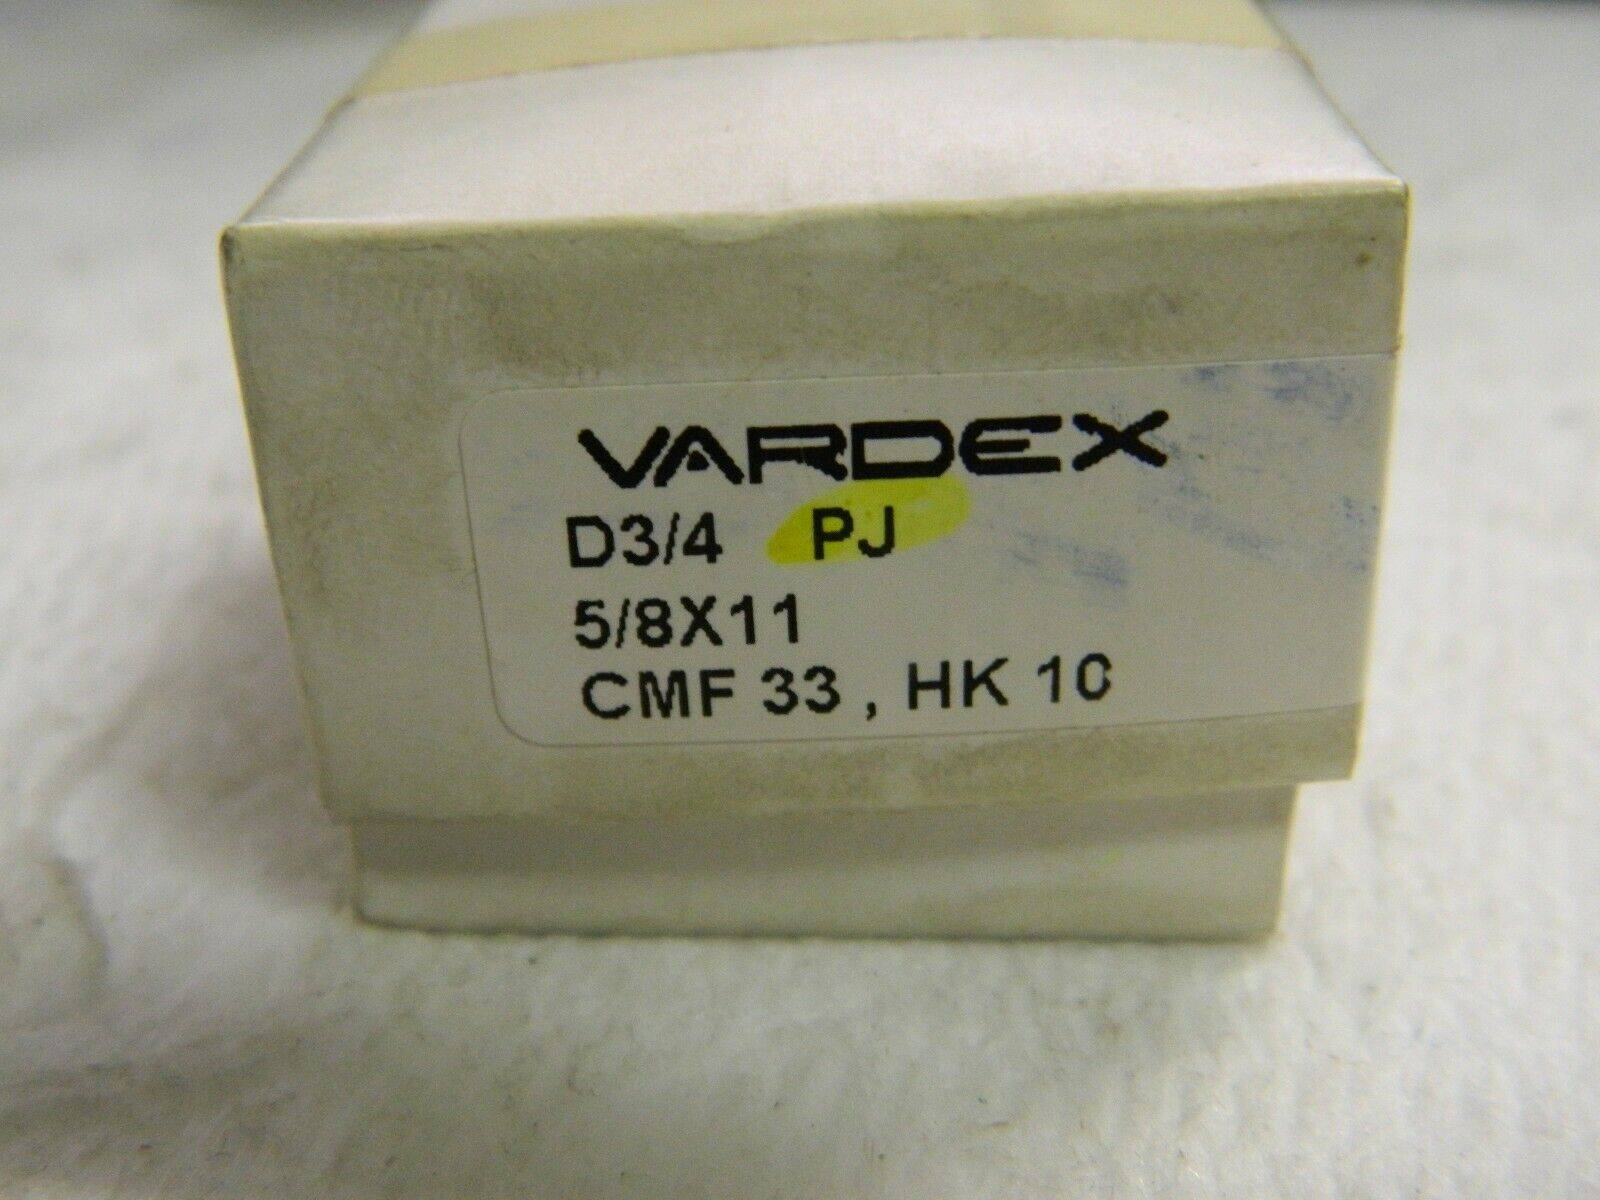 VARDEX
D3/4 PJ
5/8X11
CMF 33 , HK 10